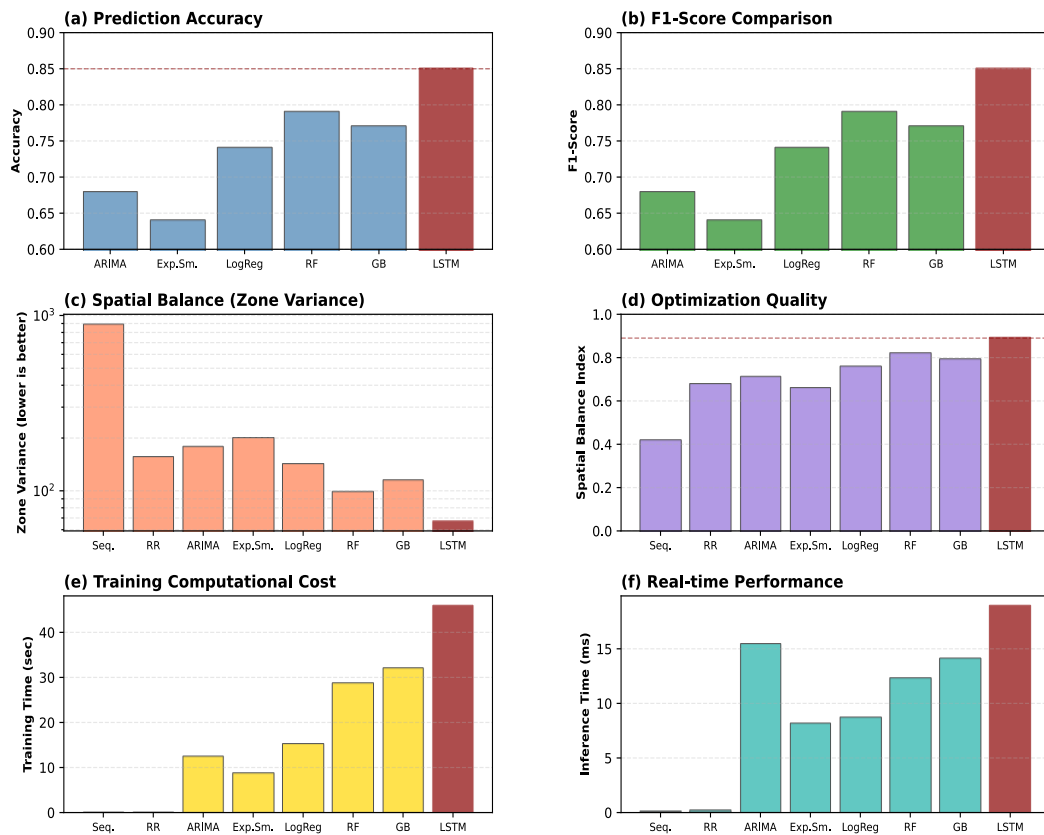 (a) Prediction Accuracy
Accuracy
0.90
0.85
0.80
0.75
0.70
0.65
0.60
ARIMA Exp.Sm. LogReg RF GB LSTM
(b) F1-Score Comparison
F1-Score
0.90
0.85
0.80
0.75
0.70
0.65
0.60
ARIMA Exp.Sm. LogReg RF GB LSTM
(c) Spatial Balance (Zone Variance)
Zone Variance (lower is better)
10³
10²
Seq. RR ARIMA Exp.Sm. LogReg RF GB LSTM
(d) Optimization Quality
Spatial Balance Index
1.0
0.8
0.6
0.4
0.2
0.0
Seq. RR ARIMA Exp.Sm. LogReg RF GB LSTM
(e) Training Computational Cost
Training Time (sec)
40
30
20
10
0
Seq. RR ARIMA Exp.Sm. LogReg RF GB LSTM
(f) Real-time Performance
Inference Time (ms)
15
10
5
0
Seq. RR ARIMA Exp.Sm. LogReg RF GB LSTM